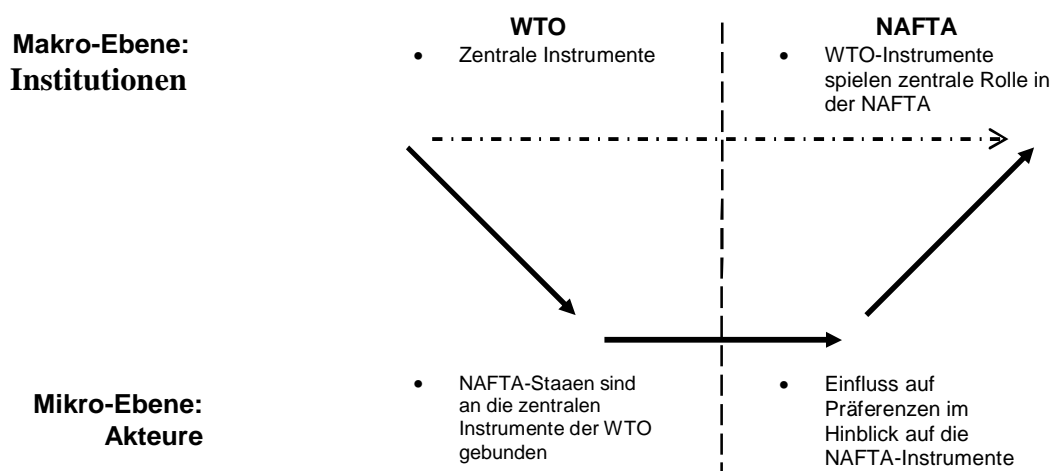 WTO
NAFTA
Makro-Ebene:
Institutionen
• Zentrale Instrumente
• WTO-Instrumente
spielen zentrale Rolle in
der NAFTA
Mikro-Ebene:
Akteure
• NAFTA-Staaen sind
an die zentralen
Instrumente der WTO
gebunden
• Einfluss auf
Präferenzen im
Hinblick auf die
NAFTA-Instrumente